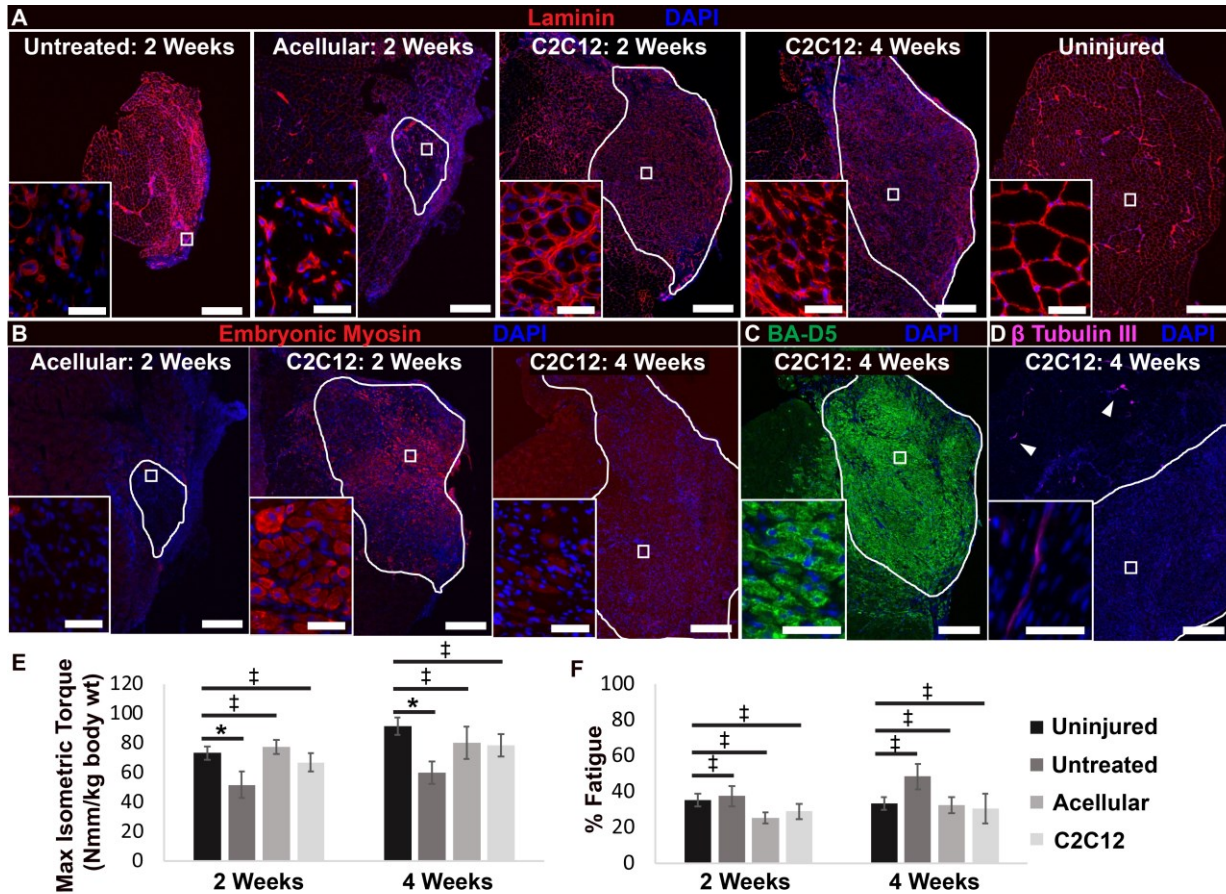 A Laminin DAPI
Untreated: 2 Weeks Acellular: 2 Weeks C2C12: 2 Weeks C2C12: 4 Weeks Uninjured
B Embryonic Myosin DAPI C BA-D5 DAPI D β Tubulin III DAPI
Acellular: 2 Weeks C2C12: 2 Weeks C2C12: 4 Weeks C2C12: 4 Weeks C2C12: 4 Weeks
E
Max Isometric Torque
(Nmm/kg body wt)
120
100
80
60
40
20
0
‡
‡
*
‡
‡
*
2 Weeks 4 Weeks
F
% Fatigue
100
80
60
40
20
0
‡
‡
‡
‡
‡
‡
2 Weeks 4 Weeks
Uninjured
Untreated
Acellular
C2C12